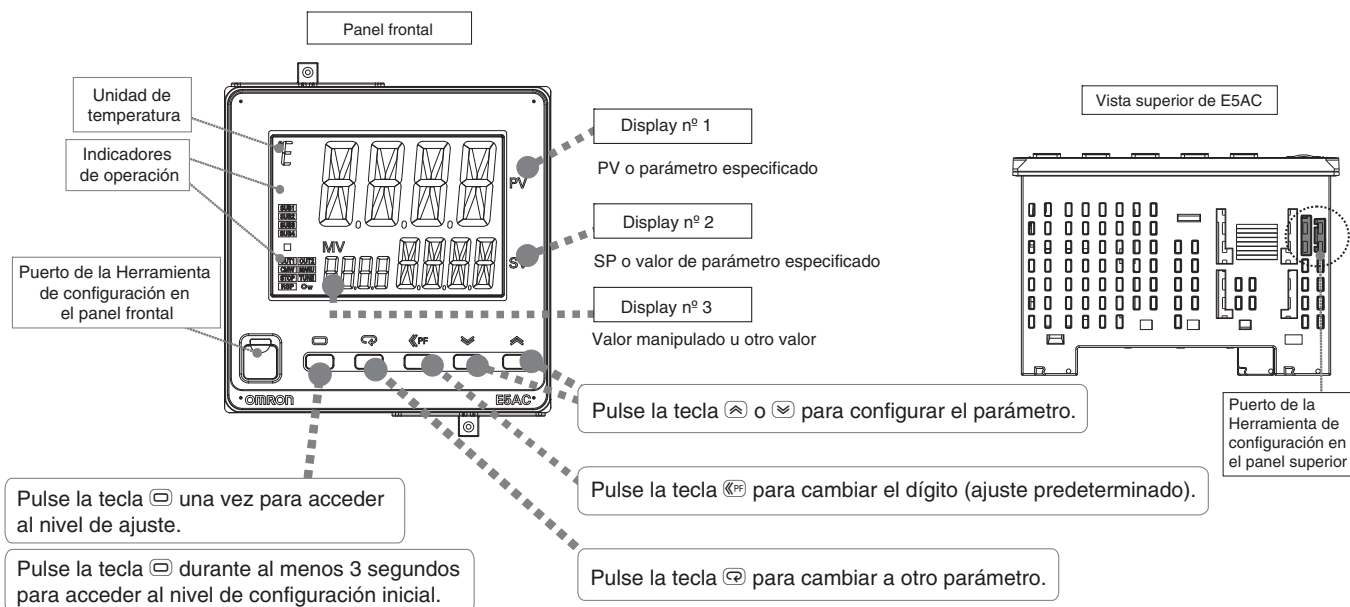 Panel frontal
Unidad de
temperatura
Indicadores
de operación
Puerto de la Herramienta
de configuración en
el panel frontal
℃
SUB1
SUB2
SUB3
SUB4
OUT1 OUT2
CMW MANU
STOP TUNE
RSP
PV
MV
SV
PF
OMRON
E5AC
Display nº 1
PV o parámetro especificado
Display nº 2
SP o valor de parámetro especificado
Display nº 3
Valor manipulado u otro valor
Pulse la tecla o para configurar el parámetro.
Pulse la tecla PF para cambiar el dígito (ajuste predeterminado).
Pulse la tecla para cambiar a otro parámetro.
Pulse la tecla una vez para acceder
al nivel de ajuste.
Pulse la tecla durante al menos 3 segundos
para acceder al nivel de configuración inicial.
Vista superior de E5AC
Puerto de la
Herramienta de
configuración en
el panel superior